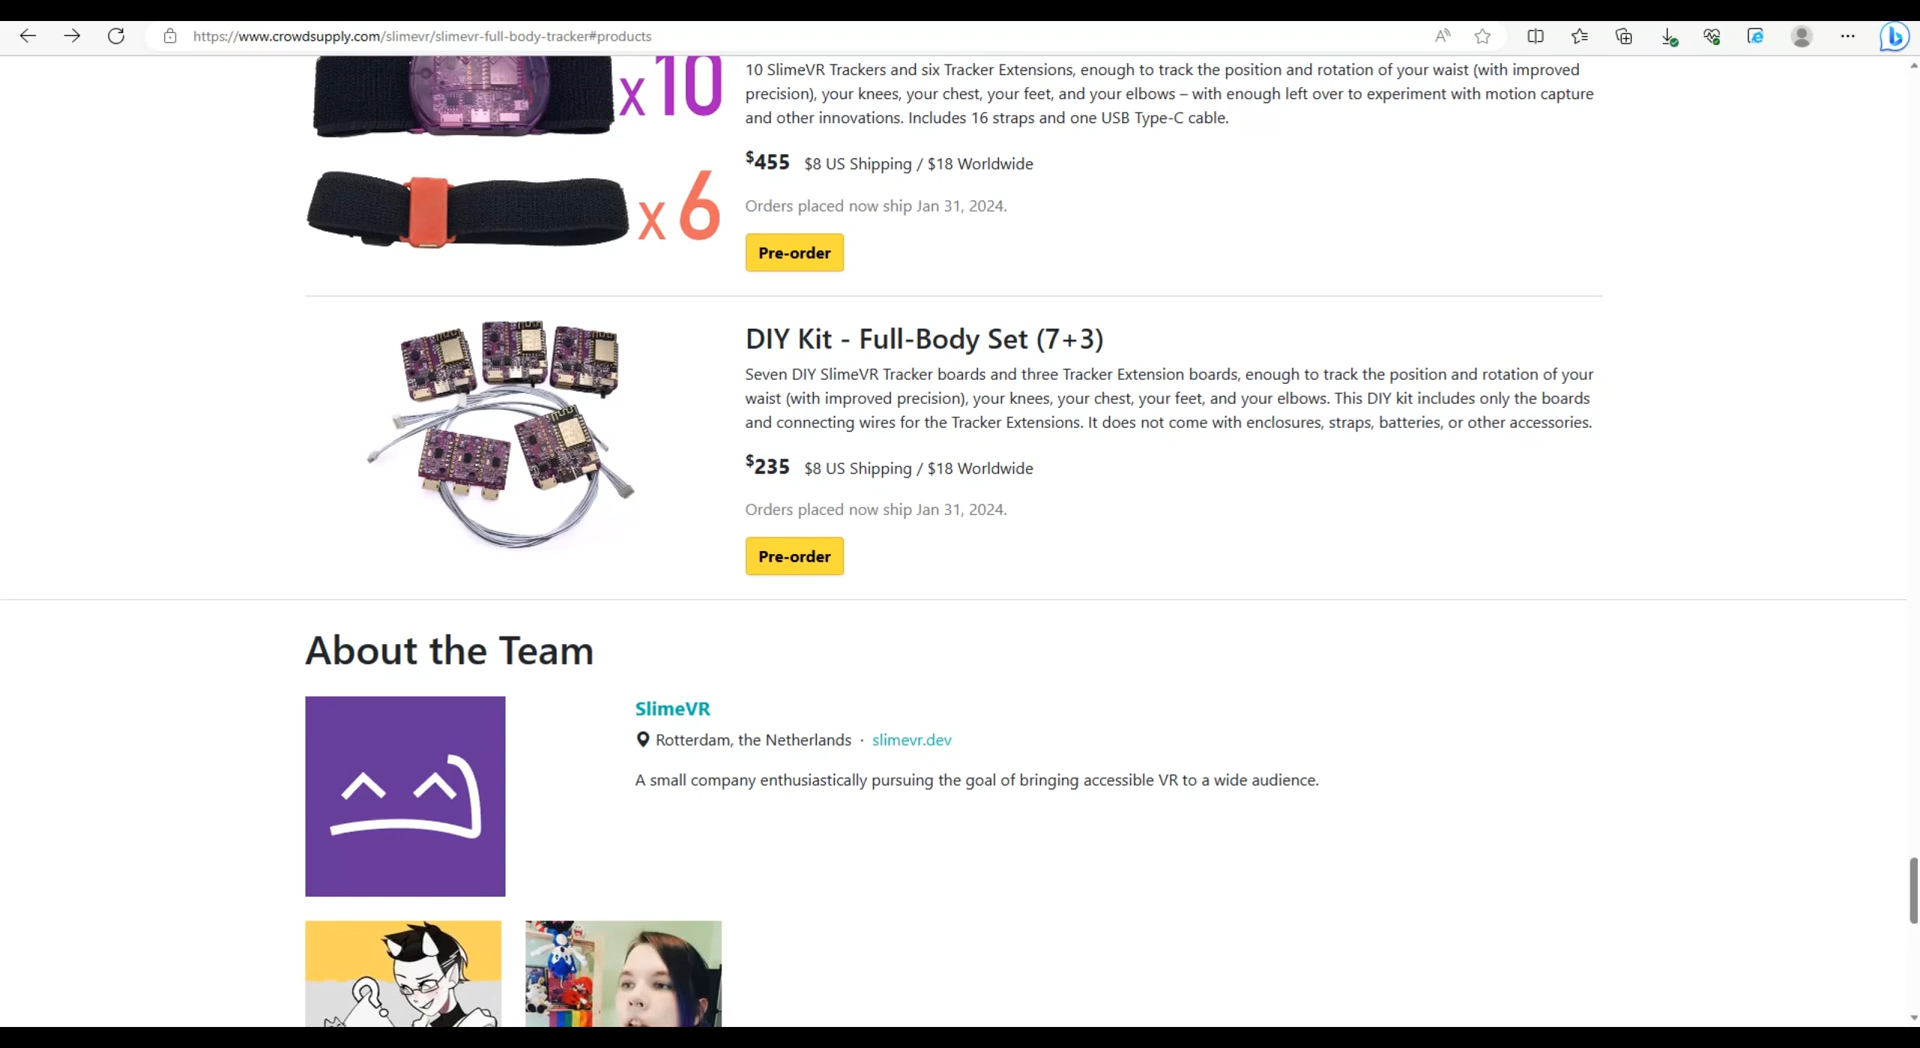 https://www.crowdsupply.com/slimevr/slimevr-full-body-tracker#products
x10
10 SlimeVR Trackers and six Tracker Extensions, enough to track the position and rotation of your waist (with improved
precision), your knees, your chest, your feet, and your elbows – with enough left over to experiment with motion capture
and other innovations. Includes 16 straps and one USB Type-C cable.
$455 $8 US Shipping / $18 Worldwide
x 6
Orders placed now ship Jan 31, 2024.
Pre-order
DIY Kit - Full-Body Set (7+3)
Seven DIY SlimeVR Tracker boards and three Tracker Extension boards, enough to track the position and rotation of your
waist (with improved precision), your knees, your chest, your feet, and your elbows. This DIY kit includes only the boards
and connecting wires for the Tracker Extensions. It does not come with enclosures, straps, batteries, or other accessories.
$235 $8 US Shipping / $18 Worldwide
Orders placed now ship Jan 31, 2024.
Pre-order
About the Team
SlimeVR
Rotterdam, the Netherlands · slimevr.dev
A small company enthusiastically pursuing the goal of bringing accessible VR to a wide audience.